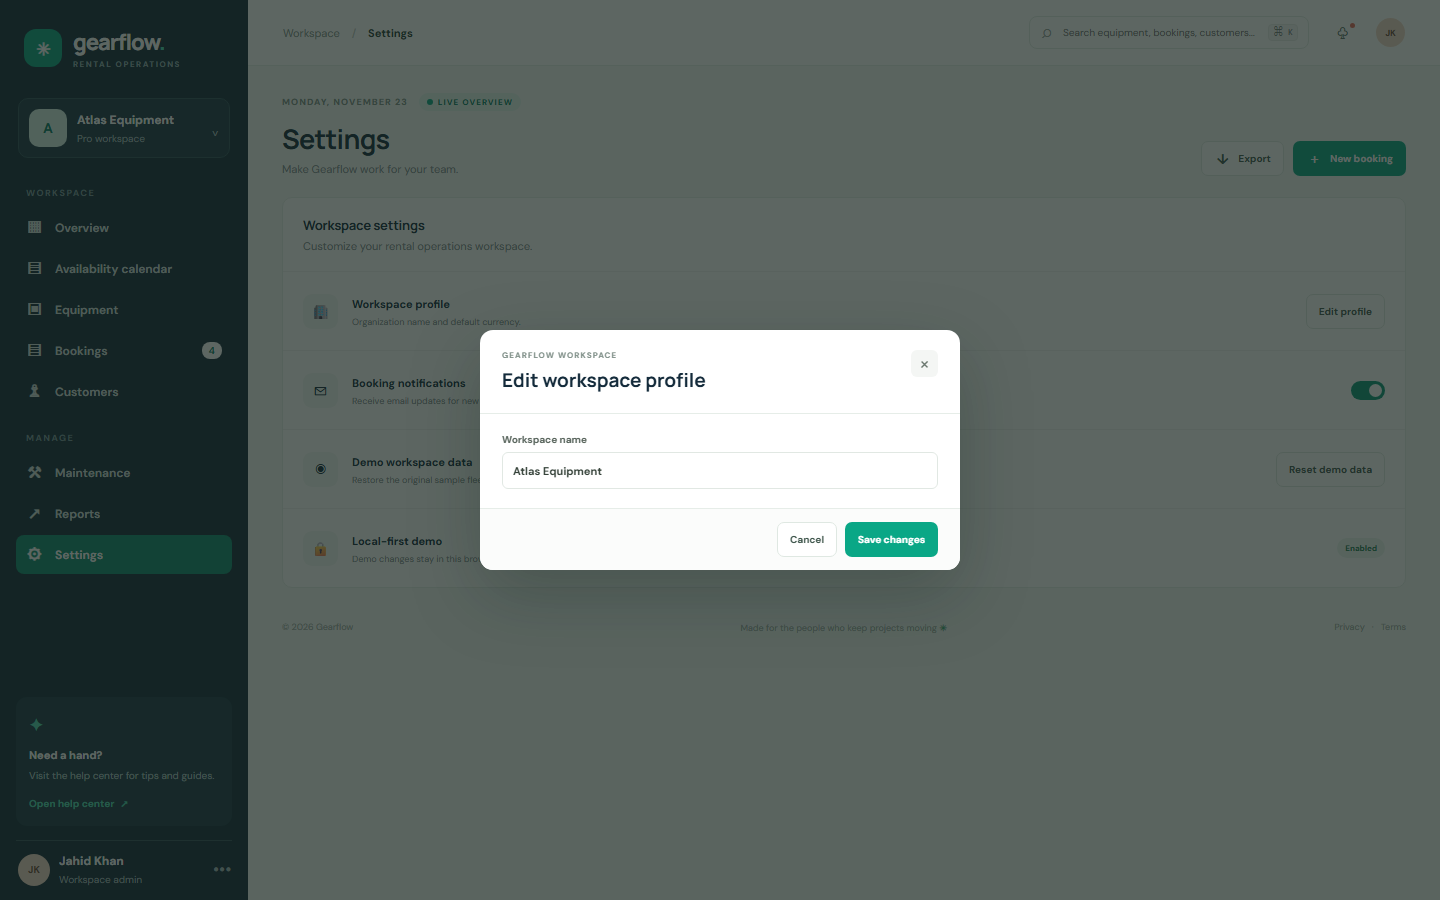 gearflow.
RENTAL OPERATIONS
A
Atlas Equipment
Pro workspace
v
WORKSPACE
Overview
Availability calendar
Equipment
Bookings
4
Customers
MANAGE
Maintenance
Reports
Settings
Need a hand?
Visit the help center for tips and guides.
Open help center ↗
JK
Jahid Khan
Workspace admin
Workspace / Settings
Search equipment, bookings, customers...
⌘ K
JK
MONDAY, NOVEMBER 23
LIVE OVERVIEW
Settings
Make Gearflow work for your team.
Export
+ New booking
Workspace settings
Customize your rental operations workspace.
Workspace profile
Organization name and default currency.
Edit profile
Booking notifications
Receive email updates for new
Demo workspace data
Restore the original sample
Reset demo data
Local-first demo
Demo changes stay in this
Enabled
GEARFLOW WORKSPACE
Edit workspace profile
×
Workspace name
Atlas Equipment
Cancel
Save changes
© 2026 Gearflow
Made for the people who keep projects moving
Privacy · Terms